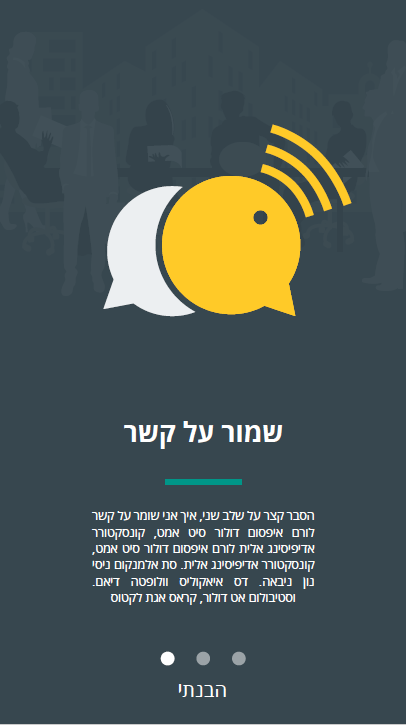 שמור על קשר
הסבר קצר על שלב שני, איך אני שומר על קשר
לורם איפסום דולור סיט אמט, קונסקטורר
אדיפיסינג אלית לורם איפסום דולור סיט אמט,
קונסקטורר אדיפיסינג אלית. סת אלמנקום ניסי
נון ניבאה. דס איאקוליס וולופטה דיאם.
וסטיבולום אט דולור, קראס אגת לקטוס
הבנתי